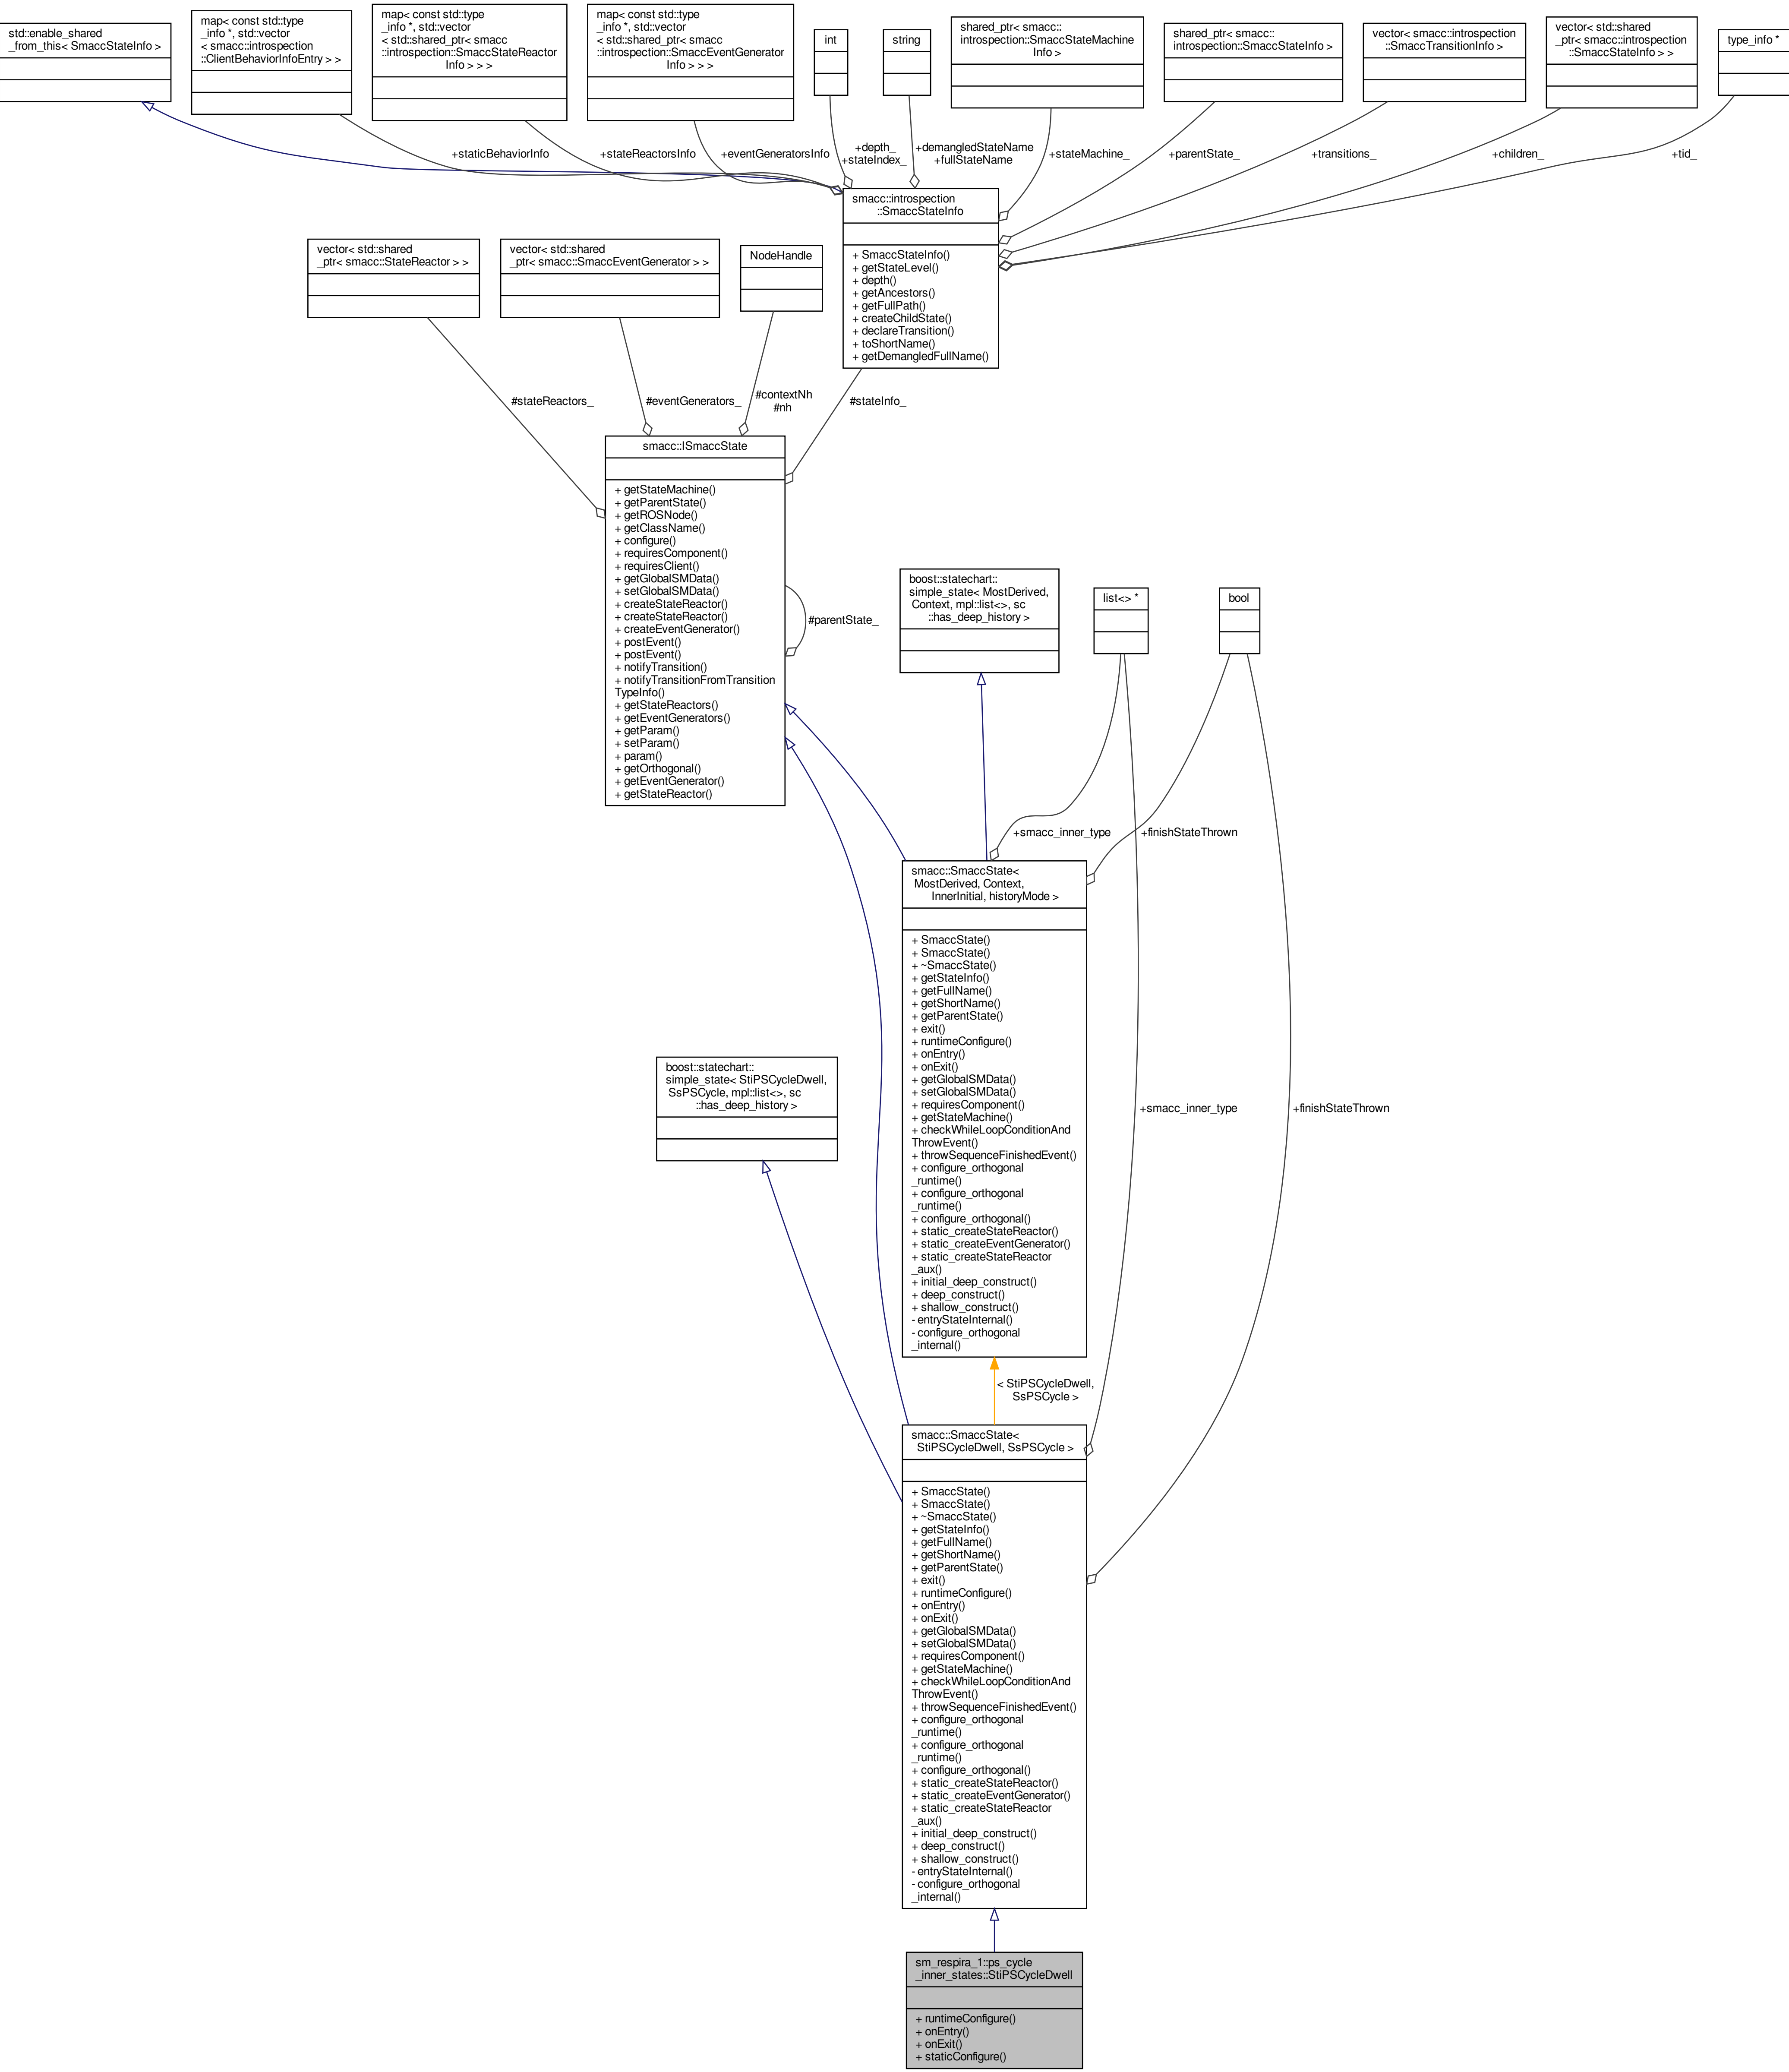 std::enable_shared
_from_this< SmaccStateInfo >
map< const std::type
_info *, std::vector
< smacc::introspection
::ClientBehaviorInfoEntry > >
map< const std::type
_info *, std::vector
< std::shared_ptr< smacc
::introspection::SmaccStateReactor
Info > > >
map< const std::type
_info *, std::vector
< std::shared_ptr< smacc
::introspection::SmaccEventGenerator
Info > > >
int
string
shared_ptr< smacc::
introspection::SmaccStateMachine
Info >
shared_ptr< smacc::
introspection::SmaccStateInfo >
vector< smacc::introspection
::SmaccTransitionInfo >
vector< std::shared
_ptr< smacc::introspection
::SmaccStateInfo > >
type_info *
+staticBehaviorInfo
+stateReactorsInfo
+eventGeneratorsInfo
+depth_
+stateIndex_
+demangledStateName
+fullStateName
+stateMachine_
+parentState_
+transitions_
+children_
+tid_
smacc::introspection
::SmaccStateInfo
+ SmaccStateInfo()
+ getStateLevel()
+ depth()
+ getAncestors()
+ getFullPath()
+ createChildState()
+ declareTransition()
+ toShortName()
+ getDemangledFullName()
vector< std::shared
_ptr< smacc::StateReactor > >
vector< std::shared
_ptr< smacc::SmaccEventGenerator > >
NodeHandle
#stateReactors_
#eventGenerators_
#contextNh
#nh
#stateInfo_
smacc::ISmaccState
+ getStateMachine()
+ getParentState()
+ getROSNode()
+ getClassName()
+ configure()
+ requiresComponent()
+ requiresClient()
+ getGlobalSMData()
+ setGlobalSMData()
+ createStateReactor()
+ createStateReactor()
+ createEventGenerator()
+ postEvent()
+ postEvent()
+ notifyTransition()
+ notifyTransitionFromTransition
TypeInfo()
+ getStateReactors()
+ getEventGenerators()
+ getParam()
+ setParam()
+ param()
+ getOrthogonal()
+ getEventGenerator()
+ getStateReactor()
#parentState_
boost::statechart::
simple_state< MostDerived,
Context, mpl::list<>, sc
::has_deep_history >
list<> *
bool
+smacc_inner_type
+finishStateThrown
smacc::SmaccState<
MostDerived, Context,
InnerInitial, historyMode >
+ SmaccState()
+ SmaccState()
+ ~SmaccState()
+ getStateInfo()
+ getFullName()
+ getShortName()
+ getParentState()
+ exit()
+ runtimeConfigure()
+ onEntry()
+ onExit()
+ getGlobalSMData()
+ setGlobalSMData()
+ requiresComponent()
+ getStateMachine()
+ checkWhileLoopConditionAnd
ThrowEvent()
+ throwSequenceFinishedEvent()
+ configure_orthogonal
_runtime()
+ configure_orthogonal
_runtime()
+ configure_orthogonal()
+ static_createStateReactor()
+ static_createEventGenerator()
+ static_createStateReactor
_aux()
+ initial_deep_construct()
+ deep_construct()
+ shallow_construct()
- entryStateInternal()
- configure_orthogonal
_internal()
boost::statechart::
simple_state< StiPSCycleDwell,
SsPSCycle, mpl::list<>, sc
::has_deep_history >
+smacc_inner_type
+finishStateThrown
< StiPSCycleDwell,
SsPSCycle >
smacc::SmaccState<
StiPSCycleDwell, SsPSCycle >
+ SmaccState()
+ SmaccState()
+ ~SmaccState()
+ getStateInfo()
+ getFullName()
+ getShortName()
+ getParentState()
+ exit()
+ runtimeConfigure()
+ onEntry()
+ onExit()
+ getGlobalSMData()
+ setGlobalSMData()
+ requiresComponent()
+ getStateMachine()
+ checkWhileLoopConditionAnd
ThrowEvent()
+ throwSequenceFinishedEvent()
+ configure_orthogonal
_runtime()
+ configure_orthogonal
_runtime()
+ configure_orthogonal()
+ static_createStateReactor()
+ static_createEventGenerator()
+ static_createStateReactor
_aux()
+ initial_deep_construct()
+ deep_construct()
+ shallow_construct()
- entryStateInternal()
- configure_orthogonal
_internal()
sm_respira_1::ps_cycle
_inner_states::StiPSCycleDwell
+ runtimeConfigure()
+ onEntry()
+ onExit()
+ staticConfigure()